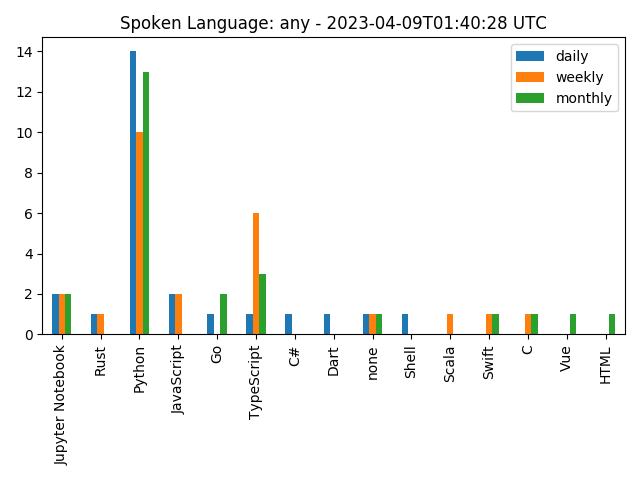 Spoken Language: any - 2023-04-09T01:40:28 UTC
daily
weekly
monthly
14
12
10
8
6
4
2
0
Jupyter Notebook
Rust
Python
JavaScript
Go
TypeScript
C#
Dart
none
Shell
Scala
Swift
C
Vue
HTML